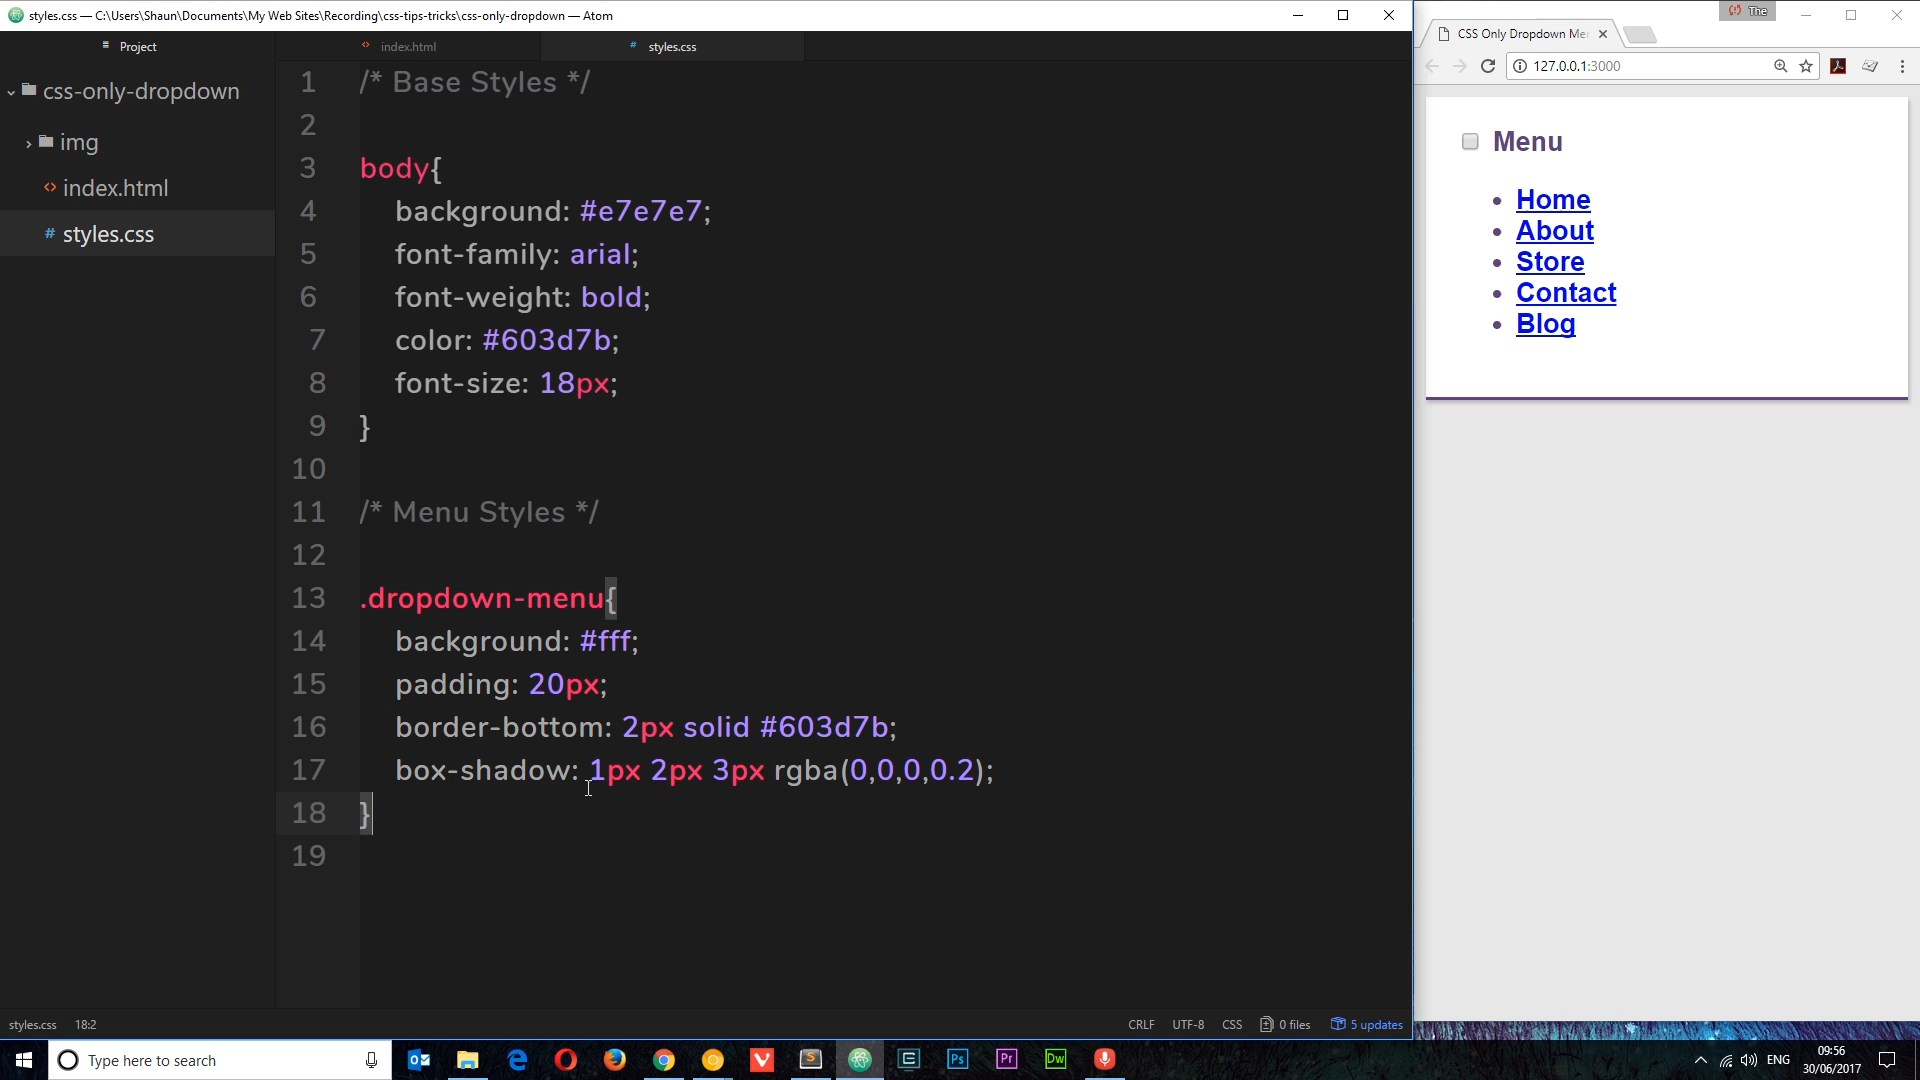 styles.css — C:\Users\Shaun\Documents\My Web Sites\Recording\css-tips-tricks\css-only-dropdown — Atom
Project
index.html
styles.css
css-only-dropdown
img
index.html
styles.css
1 /* Base Styles */
2
3 body{
4 background: #e7e7e7;
5 font-family: arial;
6 font-weight: bold;
7 color: #603d7b;
8 font-size: 18px;
9 }
10
11 /* Menu Styles */
12
13 .dropdown-menu{
14 background: #fff;
15 padding: 20px;
16 border-bottom: 2px solid #603d7b;
17 box-shadow: 1px 2px 3px rgba(0,0,0,0.2);
18 }
19
styles.css 18:2
CRLF UTF-8 CSS 0 files 5 updates
The
CSS Only Dropdown Me
127.0.0.1:3000
Menu
Home
About
Store
Contact
Blog
Type here to search
Ps
Pr
Dw
ENG
09:56
30/06/2017